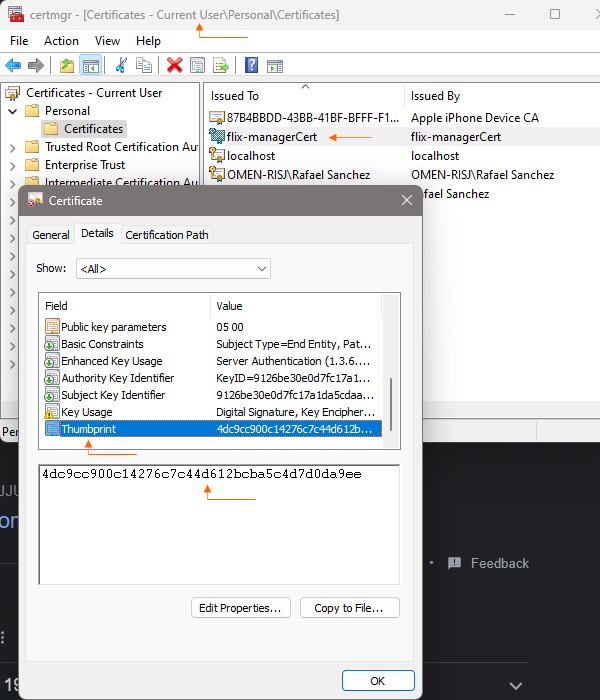 certmgr - [Certificates - Current User\Personal\Certificates]
File Action View Help
Certificates - Current User
Personal
Certificates
Trusted Root Certification Au
Enterprise Trust
Intermediate Certification Au
Issued To Issued By
87B4BBDD-43BB-41BF-BFFF-F1... Apple iPhone Device CA
flix-managerCert flix-managerCert
localhost localhost
OMEN-RISJ\Rafael Sanchez OMEN-RISJ\Rafael Sanchez
afael Sanchez
Certificate
General Details Certification Path
Show: <All>
Field Value
Public key parameters 05 00
Basic Constraints Subject Type=End Entity, Pat...
Enhanced Key Usage Server Authentication (1.3.6....
Authority Key Identifier KeyID=9126be30e0d7fc17a1...
Subject Key Identifier 9126be30e0d7fc17a1da5cdaa...
Key Usage Digital Signature, Key Encipher...
Thumbprint 4dc9cc900c14276c7c44d612b...
4dc9cc900c14276c7c44d612bcba5c4d7d0da9ee
Edit Properties... Copy to File...
OK
Per
Feedback
19